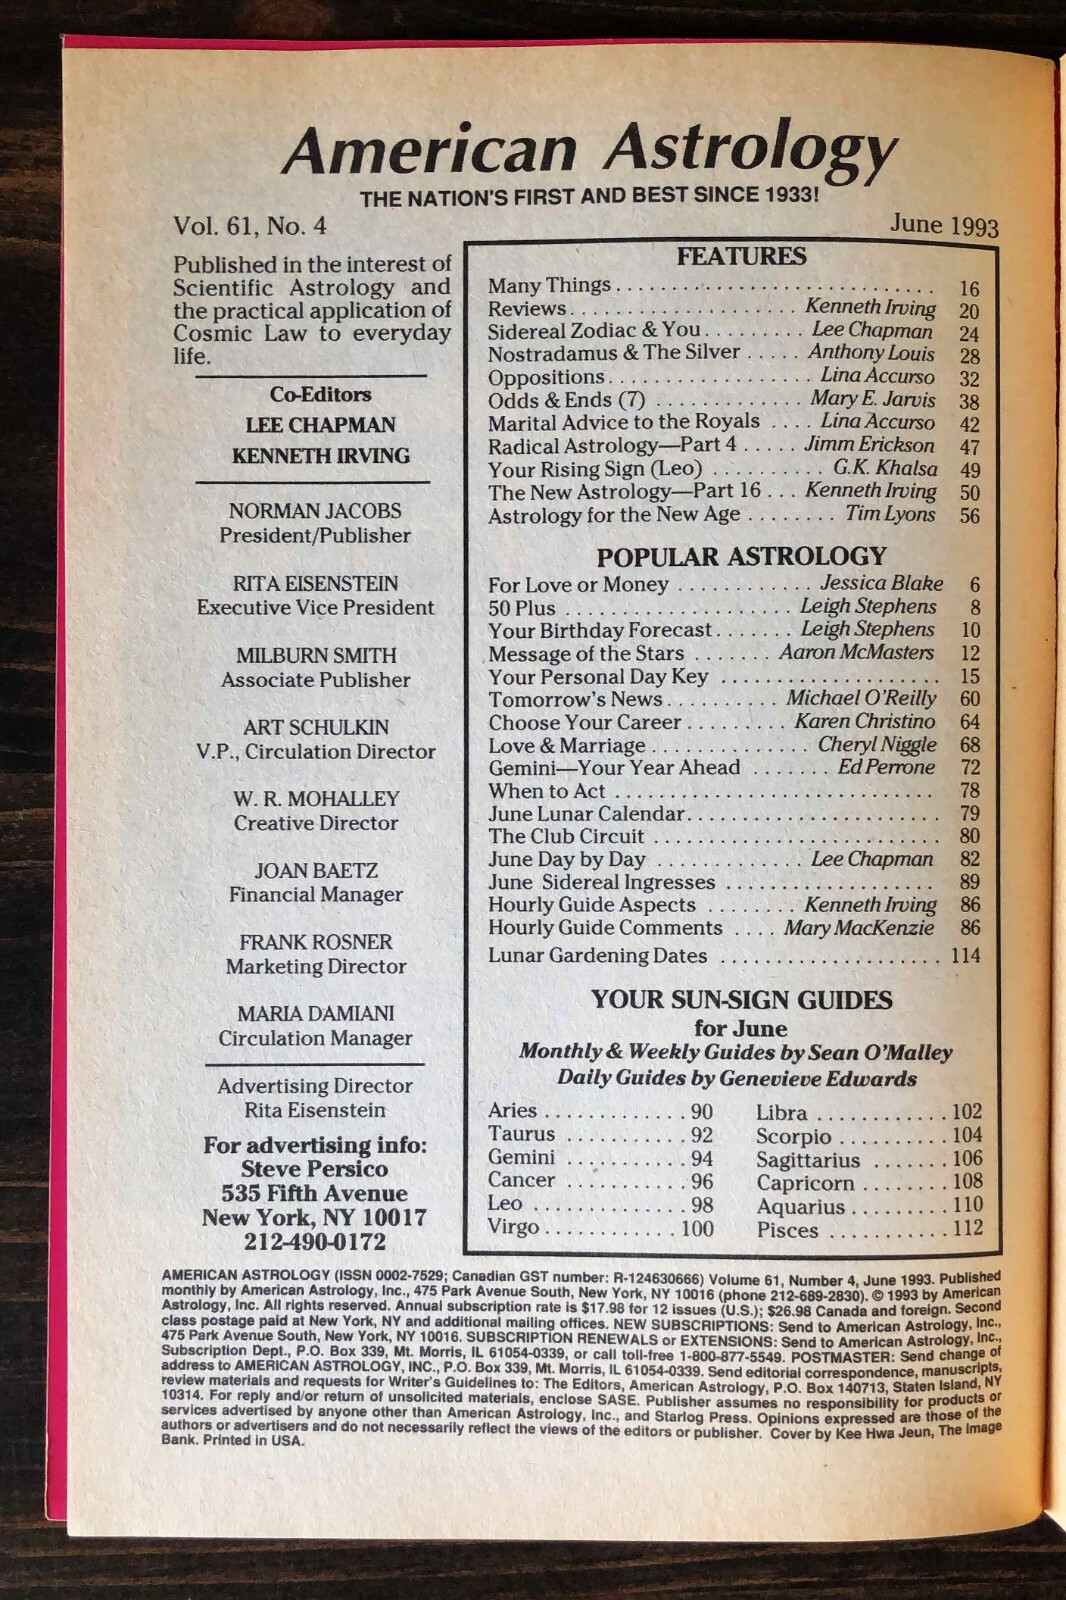 American Astrology
THE NATION'S FIRST AND BEST SINCE 1933!
Vol. 61, No. 4
June 1993
Published in the interest of
Scientific Astrology and
the practical application of
Cosmic Law to everyday
life.
Co-Editors
LEE CHAPMAN
KENNETH IRVING
NORMAN JACOBS
President/Publisher
RITA EISENSTEIN
Executive Vice President
MILBURN SMITH
Associate Publisher
ART SCHULKIN
V.P., Circulation Director
W. R. MOHALLEY
Creative Director
JOAN BAETZ
Financial Manager
FRANK ROSNER
Marketing Director
MARIA DAMIANI
Circulation Manager
Advertising Director
Rita Eisenstein
For advertising info:
Steve Persico
535 Fifth Avenue
New York, NY 10017
212-490-0172
FEATURES
Many Things . . . . . . . . . . . . . . . . . . . . . . . . . . . . 16
Reviews . . . . . . . . . . . . . . . . . . . . Kenneth Irving 20
Sidereal Zodiac & You . . . . . . . . . Lee Chapman 24
Nostradamus & The Silver . . . . . Anthony Louis 28
Oppositions . . . . . . . . . . . . . . . . . . Lina Accurso 32
Odds & Ends (7) . . . . . . . . . . . . . Mary E. Jarvis 38
Marital Advice to the Royals . . . . Lina Accurso 42
Radical Astrology—Part 4 . . . . . Jimm Erickson 47
Your Rising Sign (Leo) . . . . . . . . . . G.K. Khalsa 49
The New Astrology—Part 16 . . . Kenneth Irving 50
Astrology for the New Age . . . . . . . . Tim Lyons 56
POPULAR ASTROLOGY
For Love or Money . . . . . . . . . . . . Jessica Blake 6
50 Plus . . . . . . . . . . . . . . . . . . . . Leigh Stephens 8
Your Birthday Forecast . . . . . . . Leigh Stephens 10
Message of the Stars . . . . . . . Aaron McMasters 12
Your Personal Day Key . . . . . . . . . . . . . . . . . . . 15
Tomorrow's News . . . . . . . . . . . Michael O'Reilly 60
Choose Your Career . . . . . . . . . Karen Christino 64
Love & Marriage . . . . . . . . . . . . . . Cheryl Niggle 68
Gemini—Your Year Ahead . . . . . . . Ed Perrone 72
When to Act . . . . . . . . . . . . . . . . . . . . . . . . . . . . 78
June Lunar Calendar . . . . . . . . . . . . . . . . . . . . . . 79
The Club Circuit . . . . . . . . . . . . . . . . . . . . . . . . . 80
June Day by Day . . . . . . . . . . . . . Lee Chapman 82
June Sidereal Ingresses . . . . . . . . . . . . . . . . . . 89
Hourly Guide Aspects . . . . . . . . Kenneth Irving 86
Hourly Guide Comments . . . . Mary MacKenzie 86
Lunar Gardening Dates . . . . . . . . . . . . . . . . . . . 114
YOUR SUN-SIGN GUIDES
for June
Monthly & Weekly Guides by Sean O'Malley
Daily Guides by Genevieve Edwards
Aries . . . . . . . . . . . . 90
Taurus . . . . . . . . . . 92
Gemini . . . . . . . . . . 94
Cancer . . . . . . . . . . 96
Leo . . . . . . . . . . . . . 98
Virgo . . . . . . . . . . . 100
Libra . . . . . . . . . . . 102
Scorpio . . . . . . . . . 104
Sagittarius . . . . . . . 106
Capricorn . . . . . . . . 108
Aquarius . . . . . . . . . 110
Pisces . . . . . . . . . . . 112
AMERICAN ASTROLOGY (ISSN 0002-7529; Canadian GST number: R-124630666) Volume 61, Number 4, June 1993. Published
monthly by American Astrology, Inc., 475 Park Avenue South, New York, NY 10016 (phone 212-689-2830). © 1993 by American
Astrology, Inc. All rights reserved. Annual subscription rate is $17.98 for 12 issues (U.S.); $26.98 Canada and foreign. Second
class postage paid at New York, NY and additional mailing offices. NEW SUBSCRIPTIONS: Send to American Astrology, Inc.,
475 Park Avenue South, New York, NY 10016. SUBSCRIPTION RENEWALS or EXTENSIONS: Send to American Astrology, Inc.,
Subscription Dept., P.O. Box 339, Mt. Morris, IL 61054-0339, or call toll-free 1-800-877-5549. POSTMASTER: Send change of
address to AMERICAN ASTROLOGY, INC., P.O. Box 339, Mt. Morris, IL 61054-0339. Send editorial correspondence, manuscripts,
review materials and requests for Writer's Guidelines to: The Editors, American Astrology, P.O. Box 140713, Staten Island, NY
10314. For reply and/or return of unsolicited materials, enclose SASE. Publisher assumes no responsibility for products or
services advertised by anyone other than American Astrology, Inc., and Starlog Press. Opinions expressed are those of the
authors or advertisers and do not necessarily reflect the views of the editors or publisher. Cover by Kee Hwa Jeun, The Image
Bank. Printed in USA.